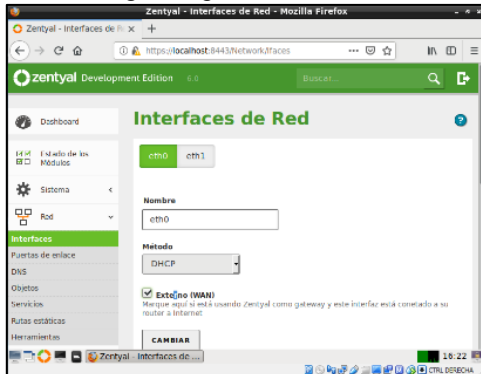 Zentyal - Interfaces de Red - Mozilla Firefox
Zentyal - Interfaces de R
https://localhost:8443/Network/Ifaces
zentyal Development Edition 6.0
Buscar...
Interfaces de Red
Dashboard
Estado de los
Módulos
Sistema
Red
Interfaces
Puertas de enlace
DNS
Objetos
Servicios
Rutas estáticas
Herramientas
eth0 eth1
Nombre
eth0
Método
DHCP
Externo (WAN)
Marque aquí si está usando Zentyal como gateway y este interfaz está conetado a su
router a Internet
CAMBIAR
Zentyal - Interfaces de ...
16:22
CTRL DERECHA